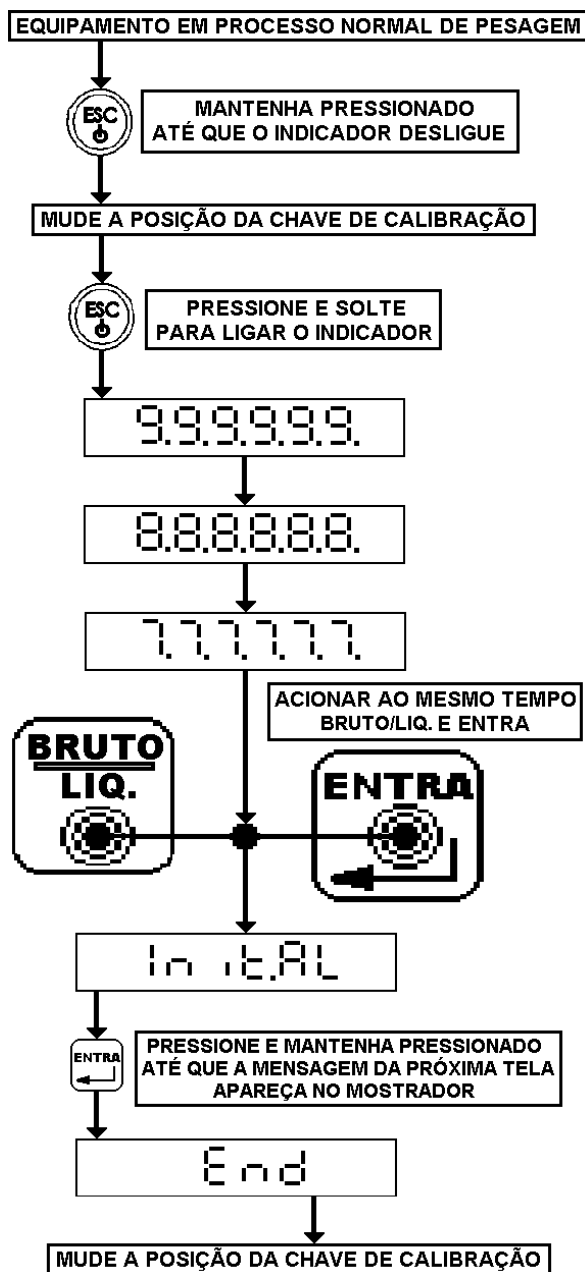 EQUIPAMENTO EM PROCESSO NORMAL DE PESAGEM
ESC
MANTENHA PRESSIONADO
ATÉ QUE O INDICADOR DESLIGUE
MUDE A POSIÇÃO DA CHAVE DE CALIBRAÇÃO
ESC
PRESSIONE E SOLTE
PARA LIGAR O INDICADOR
9.9.9.9.9.9.
8.8.8.8.8.8.
7.7.7.7.7.7.
ACIONAR AO MESMO TEMPO
BRUTO/LIQ. E ENTRA
BRUTO
LIQ.
ENTRA
In it.AL
ENTRA
PRESSIONE E MANTENHA PRESSIONADO
ATÉ QUE A MENSAGEM DA PRÓXIMA TELA
APAREÇA NO MOSTRADOR
End
MUDE A POSIÇÃO DA CHAVE DE CALIBRAÇÃO